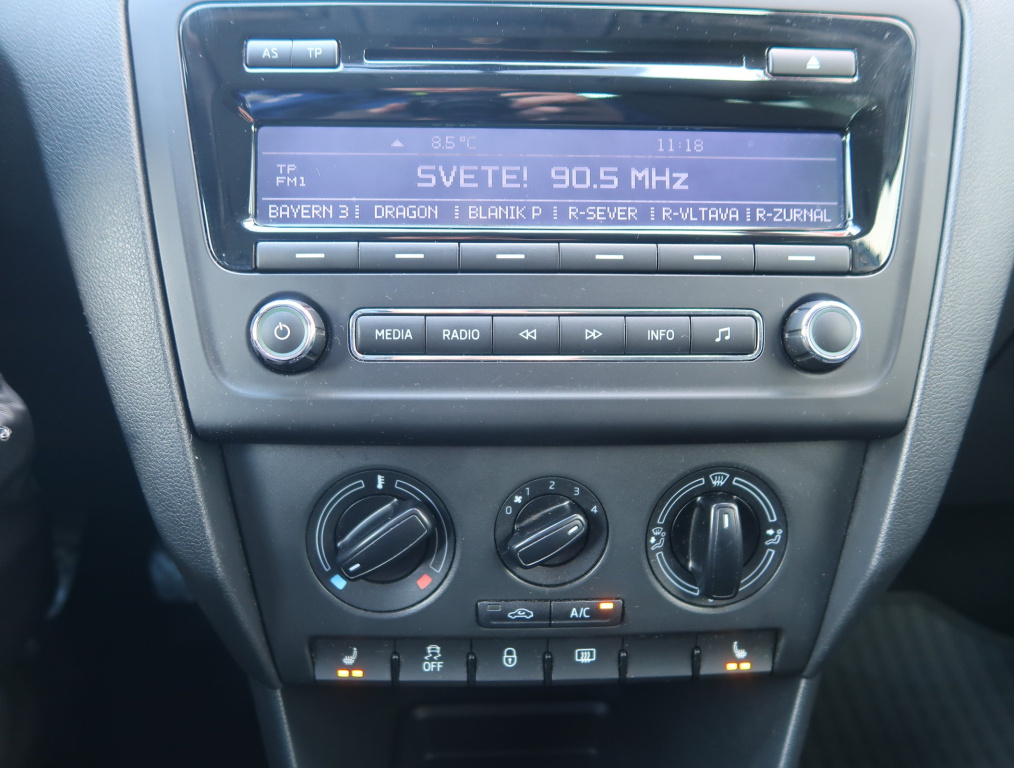 AS TP
8.5 °C 11:18
TP
FM1
SVETE! 90.5 MHz
BAYERN 3 DRAGON BLANIK P R-SEVER R-VLTAVA R-ZURNAL
MEDIA RADIO INFO
0 1 2 3 4
A/C
OFF